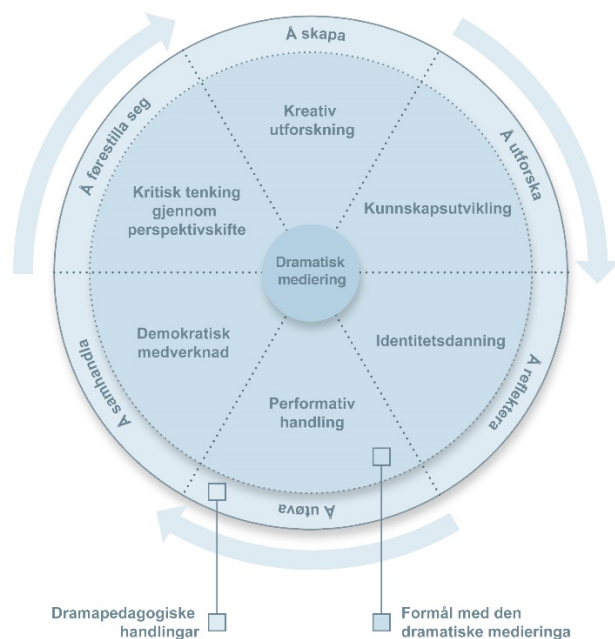 Å skapa
Å førestilla seg
Å utforska
Kreativ
utforskning
Kritisk tenking
gjennom
perspektivskifte
Kunnskapsutvikling
Dramatisk
mediering
Demokratisk
medverknad
Identitetsdanning
Performativ
handling
Å samhandla
Å reflektera
Å utøva
Dramapedagogiske
handlingar
Formål med den
dramatiske medieringa